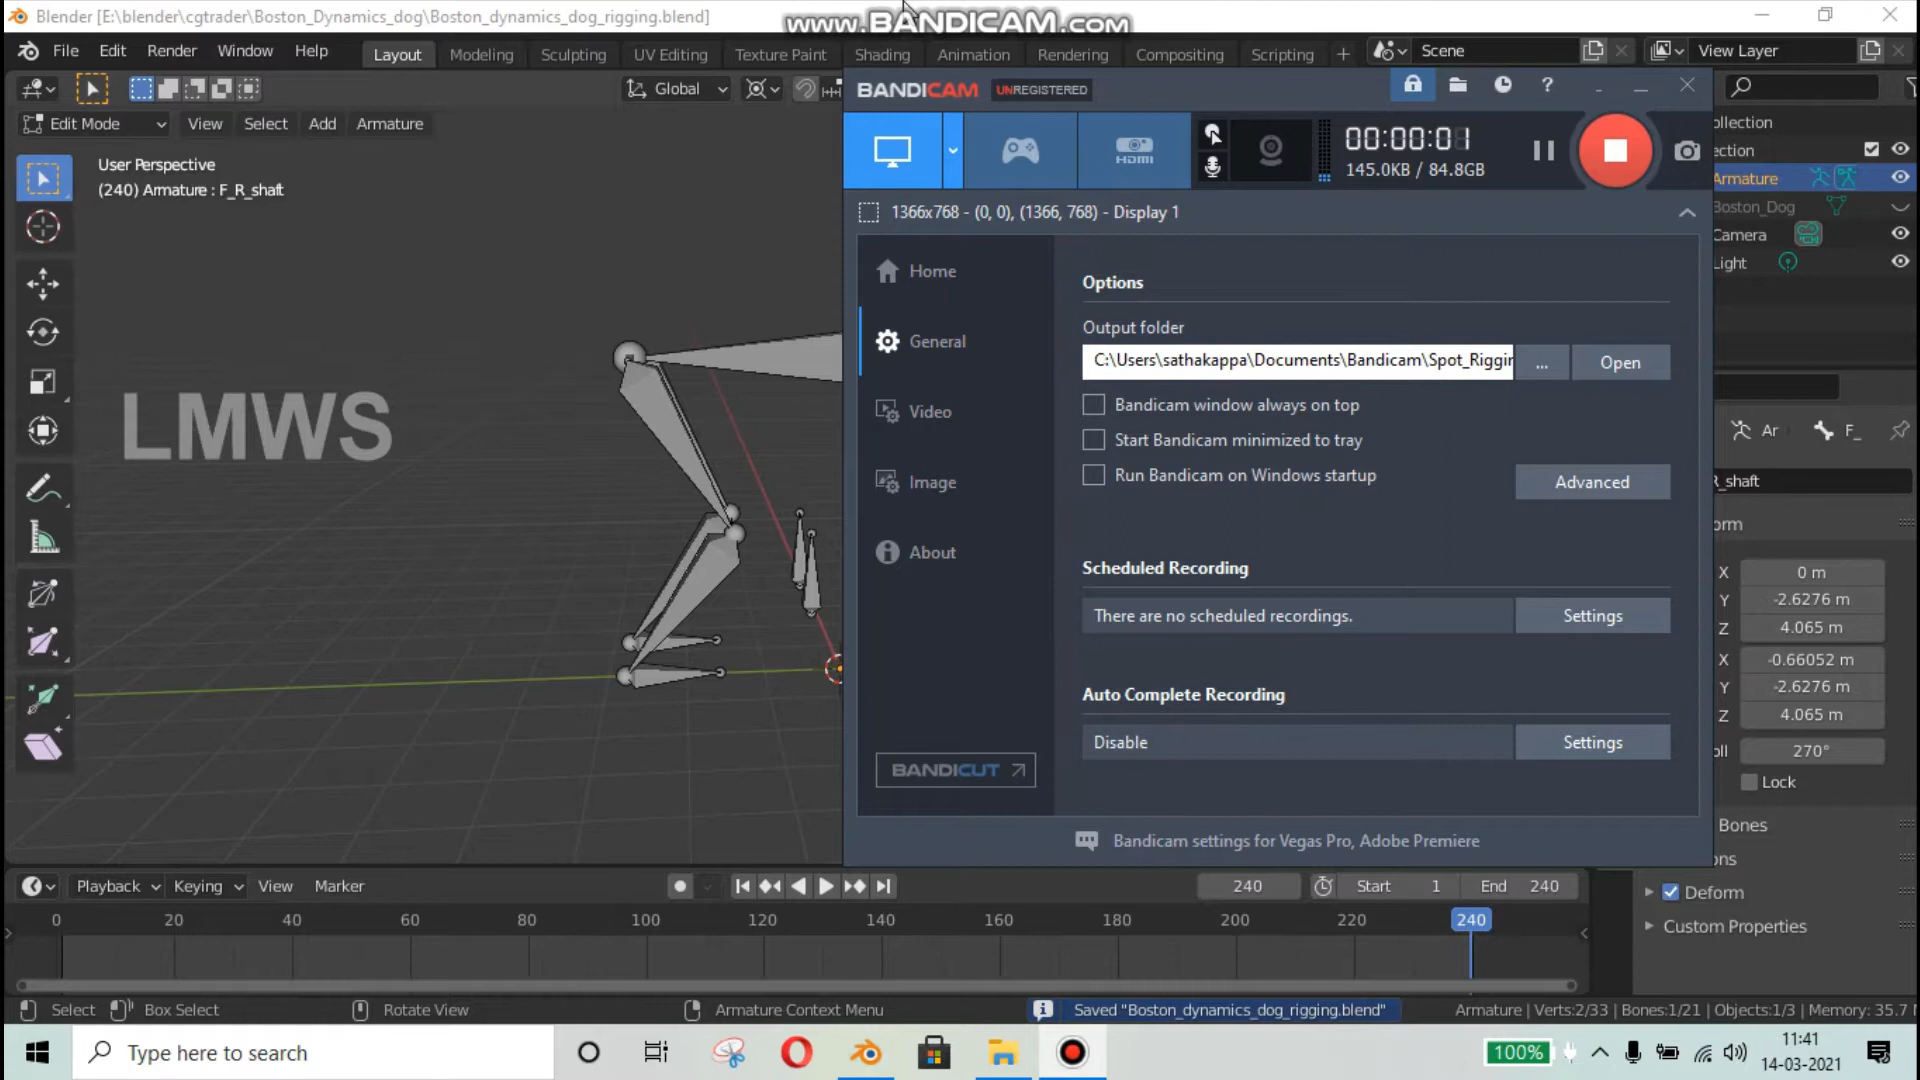 Blender [E:\blender\cgtrader\Boston_Dynamics_dog\Boston_dynamics_dog_rigging.blend]
www.BANDICAM.com
File Edit Render Window Help
Layout Modeling Sculpting UV Editing Texture Paint Shading Animation Rendering Compositing Scripting +
Scene
View Layer
Global
BANDICAM UNREGISTERED
?
Edit Mode View Select Add Armature
User Perspective
(240) Armature : F_R_shaft
HDMI
00:00:01
145.0KB / 84.8GB
1366x768 - (0, 0), (1366, 768) - Display 1
Home
General
Video
Image
About
BANDICUT
Options
Output folder
C:\Users\sathakappa\Documents\Bandicam\Spot_Riggin
...
Open
Bandicam window always on top
Start Bandicam minimized to tray
Run Bandicam on Windows startup
Advanced
Scheduled Recording
There are no scheduled recordings.
Settings
Auto Complete Recording
Disable
Settings
Bandicam settings for Vegas Pro, Adobe Premiere
LMWS
ollection
ection
Armature
Boston_Dog
Camera
Light
Ar
F_
R_shaft
orm
X 0 m
Y -2.6276 m
Z 4.065 m
X -0.66052 m
Y -2.6276 m
Z 4.065 m
oll 270°
Lock
Bones
ons
Deform
Custom Properties
Playback Keying View Marker
240
Start 1
End 240
0 20 40 60 80 100 120 140 160 180 200 220 240
Select Box Select Rotate View Armature Context Menu
Saved "Boston_dynamics_dog_rigging.blend"
Armature | Verts:2/33 | Bones:1/21 | Objects:1/3 | Memory: 35.7
Type here to search
100%
11:41
14-03-2021